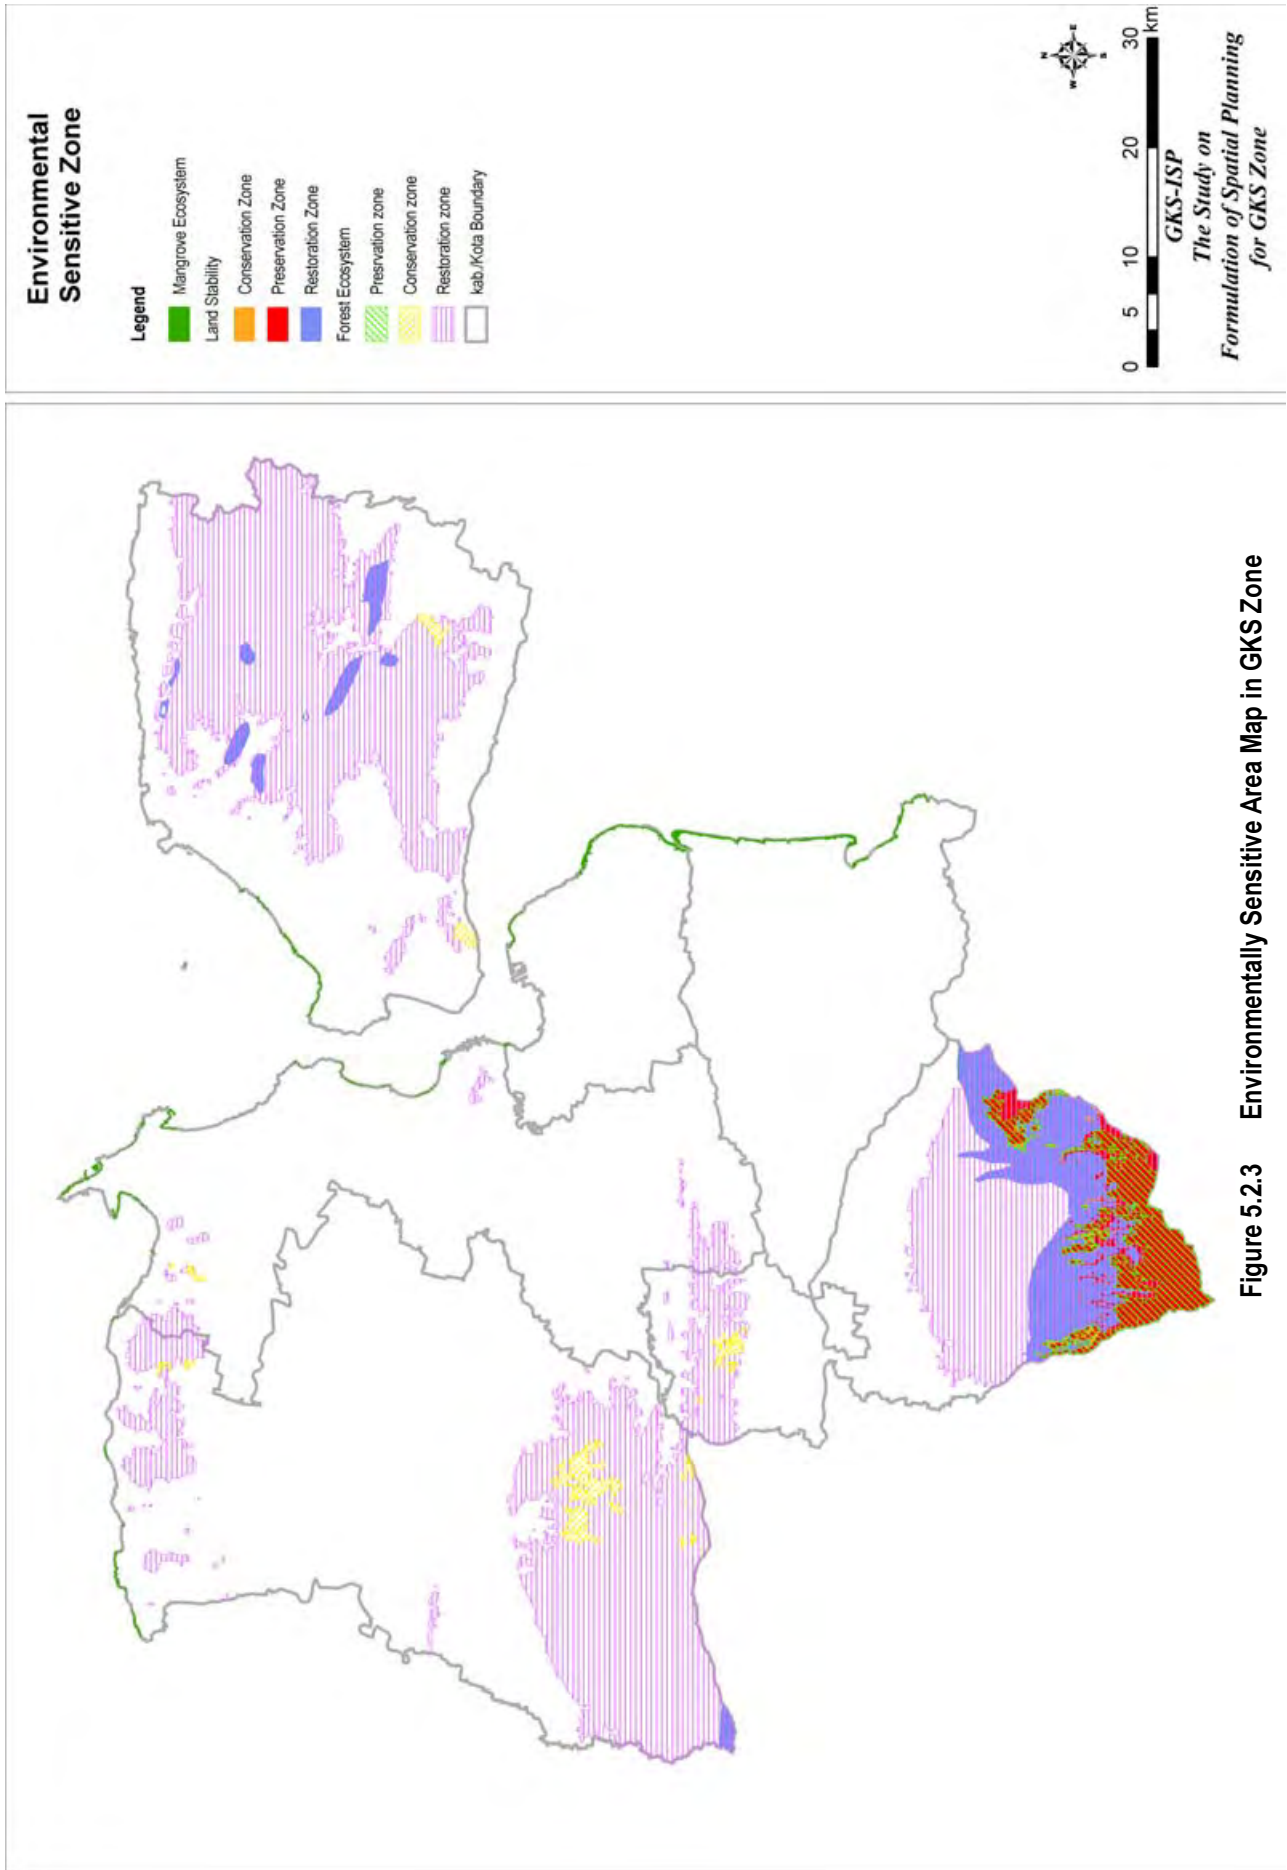 Environmental
Sensitive Zone
Legend
Mangrove Ecosystem
Land Stability
Conservation Zone
Preservation Zone
Restoration Zone
Forest Ecosystem
Presrvation zone
Conservation zone
Restoration zone
kab./Kota Boundary
N
W
E
S
0 5 10 20 30
km
GKS-ISP
The Study on
Formulation of Spatial Planning
for GKS Zone
Figure 5.2.3 Environmentally Sensitive Area Map in GKS Zone